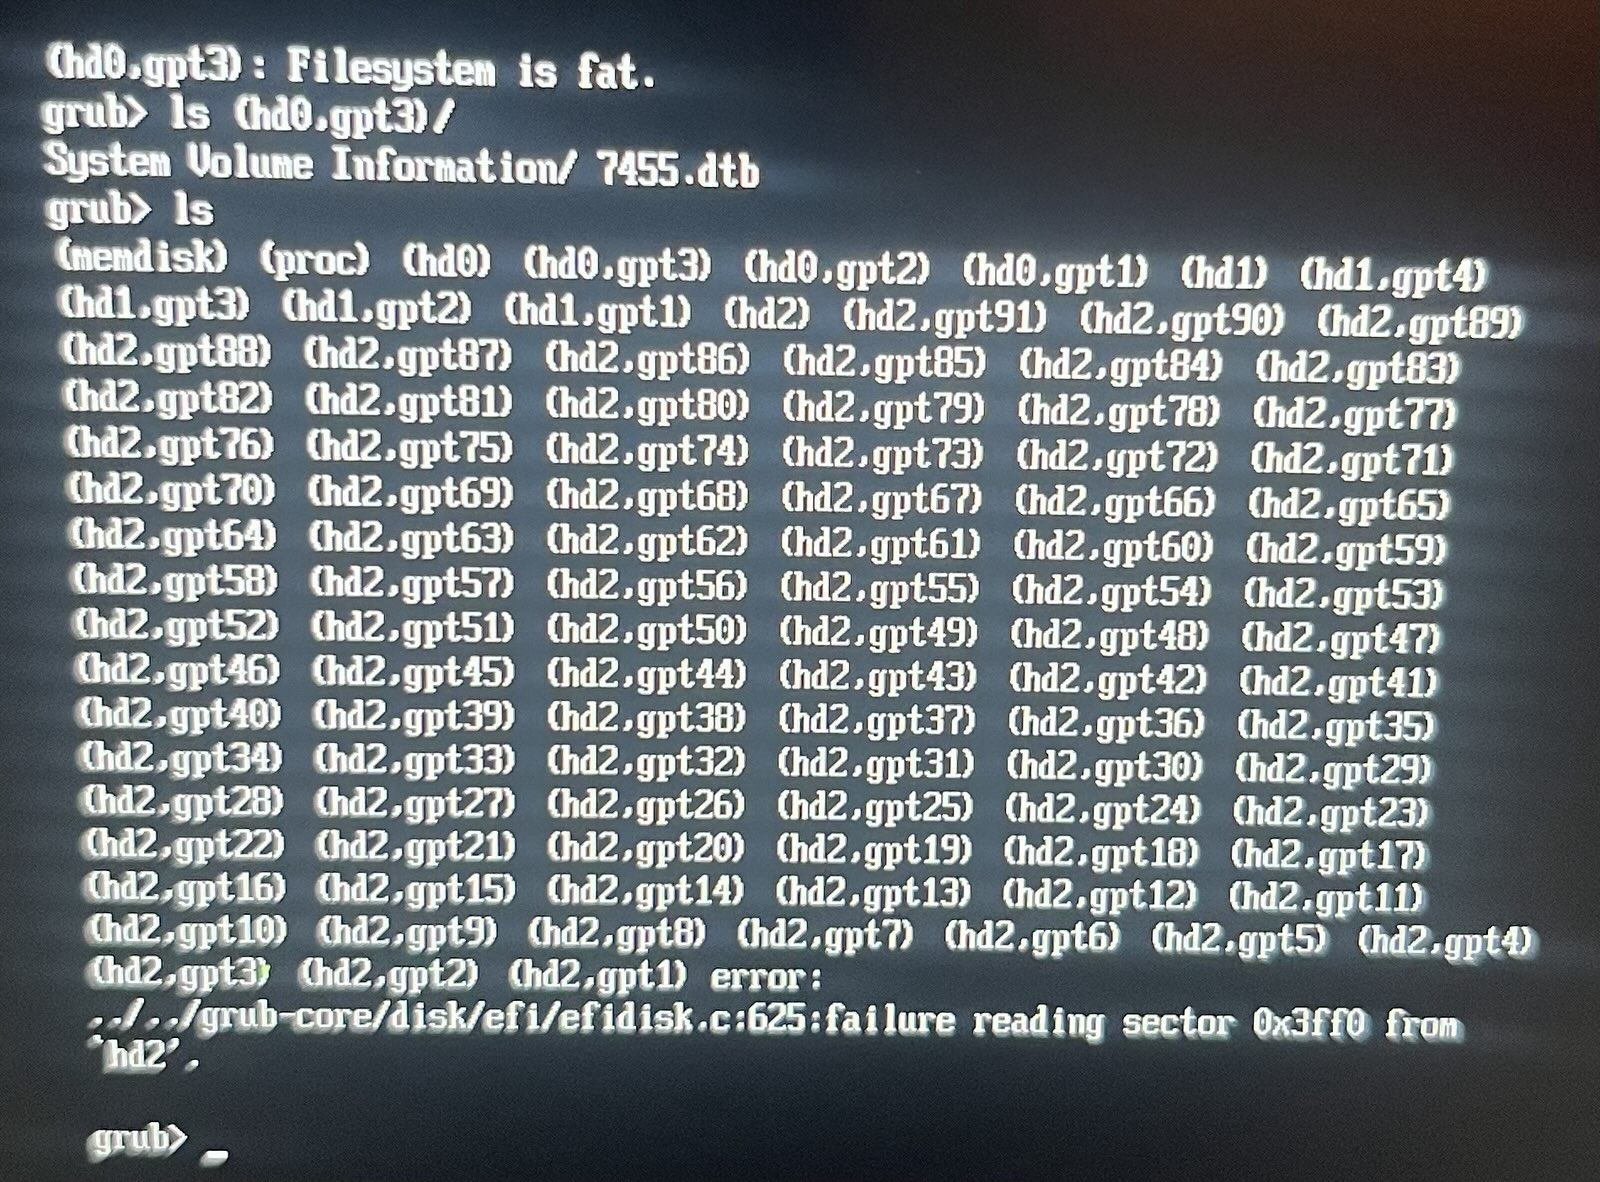 (hd0,gpt3): Filesystem is fat.
grub> ls (hd0,gpt3)/
System Volume Information/ 7455.dtb
grub> ls
(memdisk) (proc) (hd0) (hd0,gpt3) (hd0,gpt2) (hd0,gpt1) (hd1) (hd1,gpt4)
(hd1,gpt3) (hd1,gpt2) (hd1,gpt1) (hd2) (hd2,gpt91) (hd2,gpt90) (hd2,gpt89)
(hd2,gpt88) (hd2,gpt87) (hd2,gpt86) (hd2,gpt85) (hd2,gpt84) (hd2,gpt83)
(hd2,gpt82) (hd2,gpt81) (hd2,gpt80) (hd2,gpt79) (hd2,gpt78) (hd2,gpt77)
(hd2,gpt76) (hd2,gpt75) (hd2,gpt74) (hd2,gpt73) (hd2,gpt72) (hd2,gpt71)
(hd2,gpt70) (hd2,gpt69) (hd2,gpt68) (hd2,gpt67) (hd2,gpt66) (hd2,gpt65)
(hd2,gpt64) (hd2,gpt63) (hd2,gpt62) (hd2,gpt61) (hd2,gpt60) (hd2,gpt59)
(hd2,gpt58) (hd2,gpt57) (hd2,gpt56) (hd2,gpt55) (hd2,gpt54) (hd2,gpt53)
(hd2,gpt52) (hd2,gpt51) (hd2,gpt50) (hd2,gpt49) (hd2,gpt48) (hd2,gpt47)
(hd2,gpt46) (hd2,gpt45) (hd2,gpt44) (hd2,gpt43) (hd2,gpt42) (hd2,gpt41)
(hd2,gpt40) (hd2,gpt39) (hd2,gpt38) (hd2,gpt37) (hd2,gpt36) (hd2,gpt35)
(hd2,gpt34) (hd2,gpt33) (hd2,gpt32) (hd2,gpt31) (hd2,gpt30) (hd2,gpt29)
(hd2,gpt28) (hd2,gpt27) (hd2,gpt26) (hd2,gpt25) (hd2,gpt24) (hd2,gpt23)
(hd2,gpt22) (hd2,gpt21) (hd2,gpt20) (hd2,gpt19) (hd2,gpt18) (hd2,gpt17)
(hd2,gpt16) (hd2,gpt15) (hd2,gpt14) (hd2,gpt13) (hd2,gpt12) (hd2,gpt11)
(hd2,gpt10) (hd2,gpt9) (hd2,gpt8) (hd2,gpt7) (hd2,gpt6) (hd2,gpt5) (hd2,gpt4)
(hd2,gpt3) (hd2,gpt2) (hd2,gpt1) error:
../../grub-core/disk/efi/efidisk.c:625:failure reading sector 0x3ff0 from
`hd2'.
grub> _